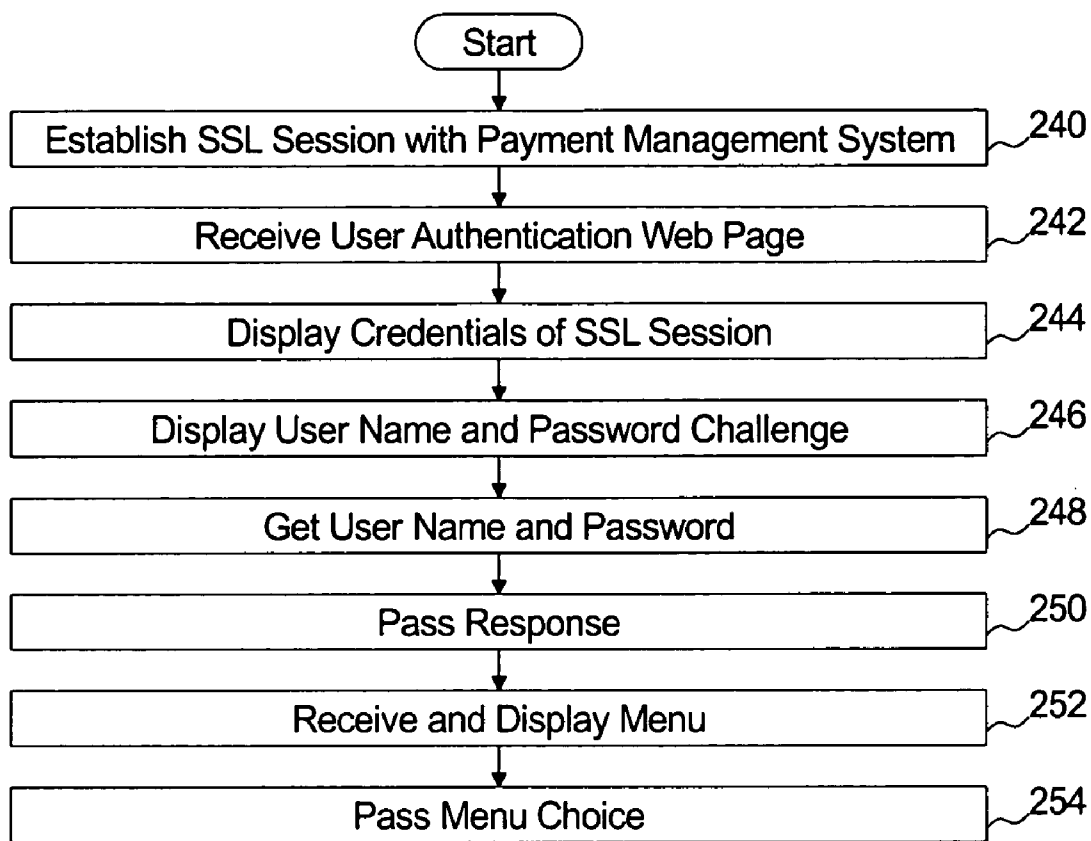 Start
Establish SSL Session with Payment Management System 240
Receive User Authentication Web Page 242
Display Credentials of SSL Session 244
Display User Name and Password Challenge 246
Get User Name and Password 248
Pass Response 250
Receive and Display Menu 252
Pass Menu Choice 254